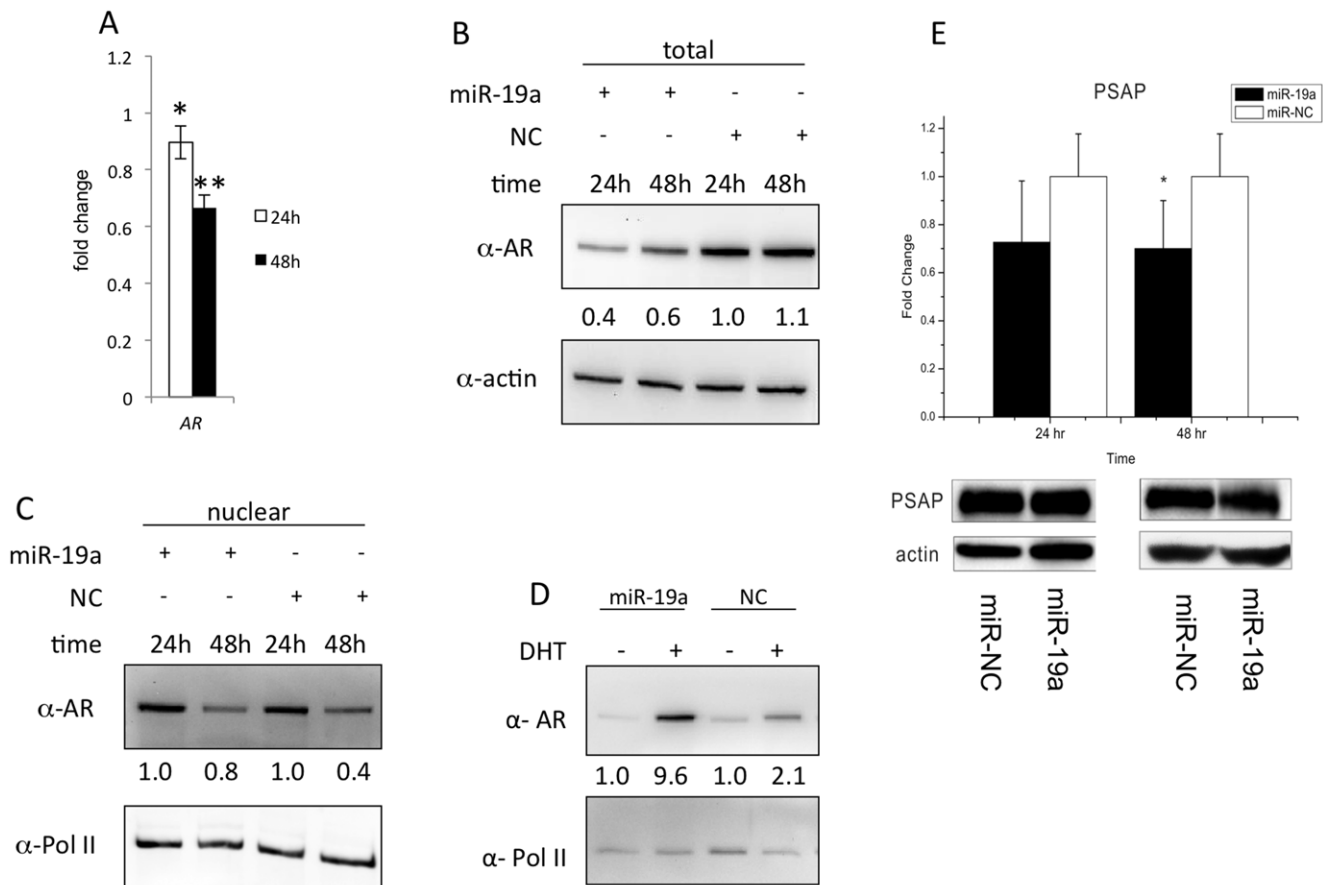 A
1.2
1
0.8
0.6
0.4
0.2
0
fold change
*
**
24h
48h
AR
B
total
miR-19a + + - -
NC - - + +
time 24h 48h 24h 48h
α-AR
0.4 0.6 1.0 1.1
α-actin
E
PSAP
miR-19a
miR-NC
1.2
1.0
0.8
0.6
0.4
0.2
0.0
Fold Change
*
24 hr 48 hr
Time
PSAP
actin
miR-NC miR-19a miR-NC miR-19a
C
nuclear
miR-19a + + - -
NC - - + +
time 24h 48h 24h 48h
α-AR
1.0 0.8 1.0 0.4
α-Pol II
D
miR-19a NC
DHT - + - +
α- AR
1.0 9.6 1.0 2.1
α- Pol II